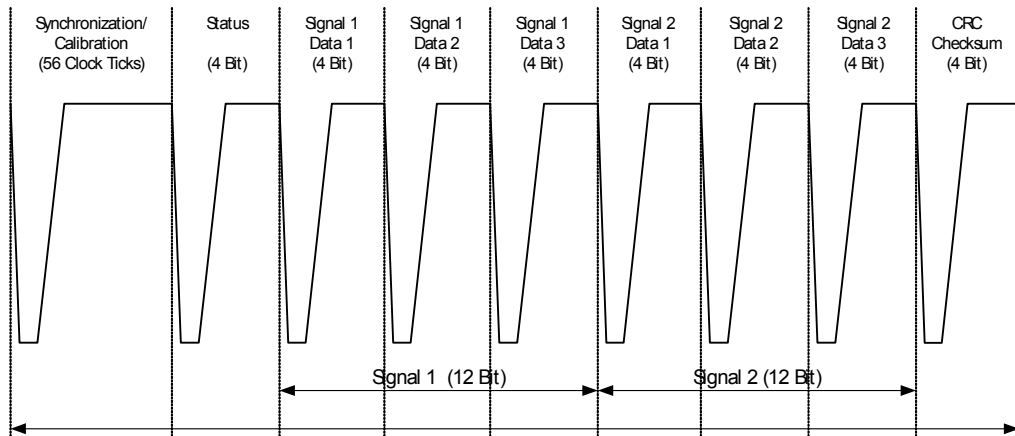 Synchronization/
Calibration
(56 Clock Ticks)
Status
(4 Bit)
Signal 1
Data 1
(4 Bit)
Signal 1
Data 2
(4 Bit)
Signal 1
Data 3
(4 Bit)
Signal 2
Data 1
(4 Bit)
Signal 2
Data 2
(4 Bit)
Signal 2
Data 3
(4 Bit)
CRC
Checksum
(4 Bit)
Signal 1 (12 Bit)
Signal 2 (12 Bit)